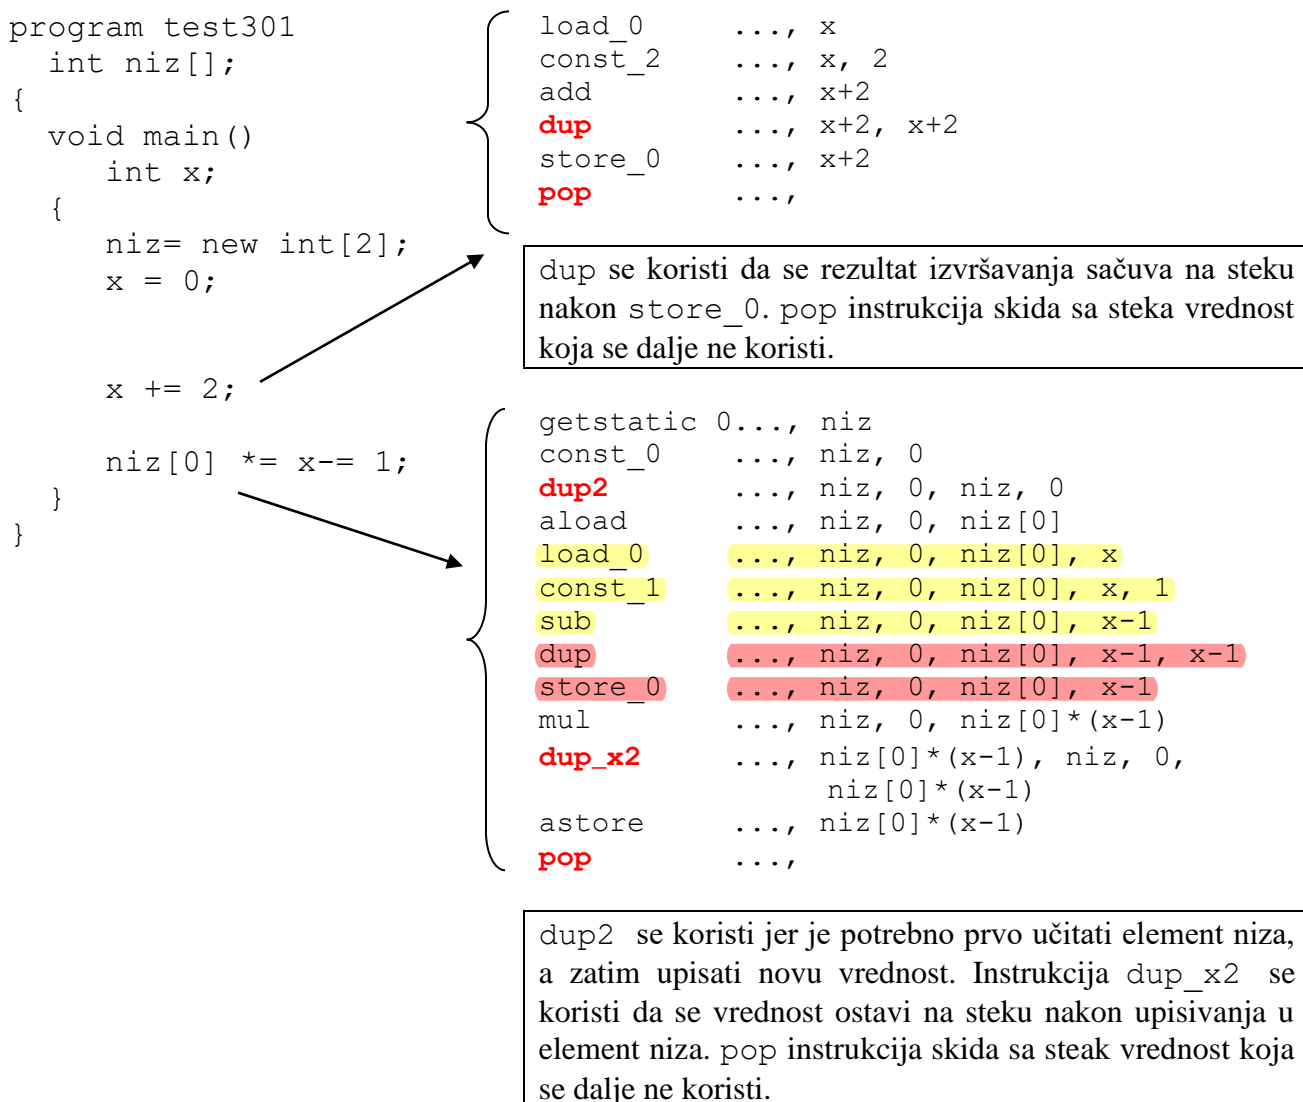 program test301
int niz[];
{
void main()
int x;
{
niz= new int[2];
x = 0;
x += 2;
niz[0] *= x-= 1;
}
}
load_0 ..., x
const_2 ..., x, 2
add ..., x+2
dup ..., x+2, x+2
store_0 ..., x+2
pop ...,
dup se koristi da se rezultat izvršavanja sačuva na steku
nakon store_0. pop instrukcija skida sa steka vrednost
koja se dalje ne koristi.
getstatic 0..., niz
const_0 ..., niz, 0
dup2 ..., niz, 0, niz, 0
aload ..., niz, 0, niz[0]
load_0 ..., niz, 0, niz[0], x
const_1 ..., niz, 0, niz[0], x, 1
sub ..., niz, 0, niz[0], x-1
dup ..., niz, 0, niz[0], x-1, x-1
store_0 ..., niz, 0, niz[0], x-1
mul ..., niz, 0, niz[0]*(x-1)
dup_x2 ..., niz[0]*(x-1), niz, 0,
niz[0]*(x-1)
astore ..., niz[0]*(x-1)
pop ...,
dup2 se koristi jer je potrebno prvo učitati element niza,
a zatim upisati novu vrednost. Instrukcija dup_x2 se
koristi da se vrednost ostavi na steku nakon upisivanja u
element niza. pop instrukcija skida sa steak vrednost koja
se dalje ne koristi.